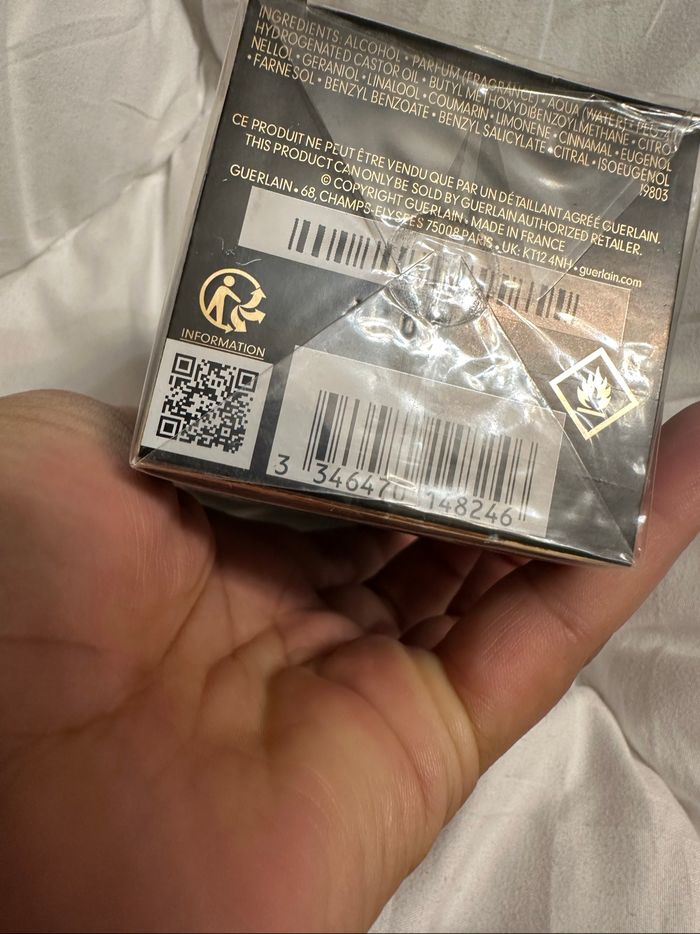 INGREDIENTS: ALCOHOL • PARFUM (FRAGRANCE) • AQUA (WATER) •
HYDROGENATED CASTOR OIL • BUTYL METHOXYDIBENZOYLMETHANE • CITRO
NELLOL • GERANIOL • LINALOOL • COUMARIN • LIMONENE • CINNAMAL • EUGENOL
• FARNESOL • BENZYL BENZOATE • BENZYL SALICYLATE • CITRAL • ISOEUGENOL
19803
CE PRODUIT NE PEUT ÊTRE VENDU QUE PAR UN DÉTAILLANT AGRÉÉ GUERLAIN.
THIS PRODUCT CAN ONLY BE SOLD BY GUERLAIN AUTHORIZED RETAILER.
© COPYRIGHT GUERLAIN • MADE IN FRANCE
GUERLAIN • 68, CHAMPS-ELYSÉES 75008 PARIS • UK: KT12 4NH • guerlain.com
INFORMATION
3 346470 148246